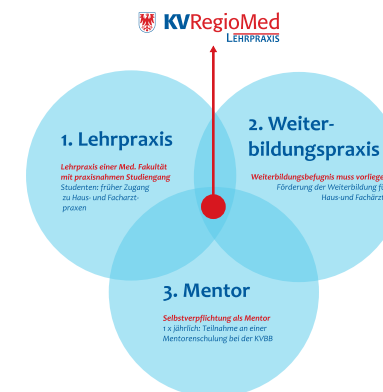 KVRegioMed
LEHRPRAXIS
1. Lehrpraxis
Lehrpraxis einer Med. Fakultät
mit praxisnahmen Studiengang
Studenten: früher Zugang
zu Haus- und Facharzt-
praxen
2. Weiter-
bildungspraxis
Weiterbildungsbefugnis muss vorliege
Förderung der Weiterbildung fü
Haus-und Fachärzt
3. Mentor
Selbstverpflichtung als Mentor
1 x jährlich: Teilnahme an einer
Mentorenschulung bei der KVBB